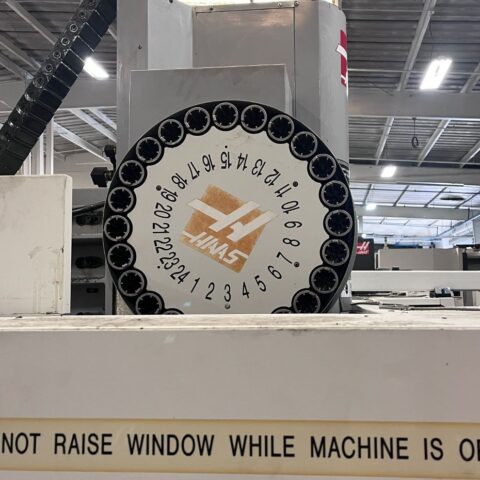 HAAS
1 2 3 4 5 6 7 8 9 10 11 12 13 14 15 16 17 18 19 20 21 22 23 24
NOT RAISE WINDOW WHILE MACHINE IS